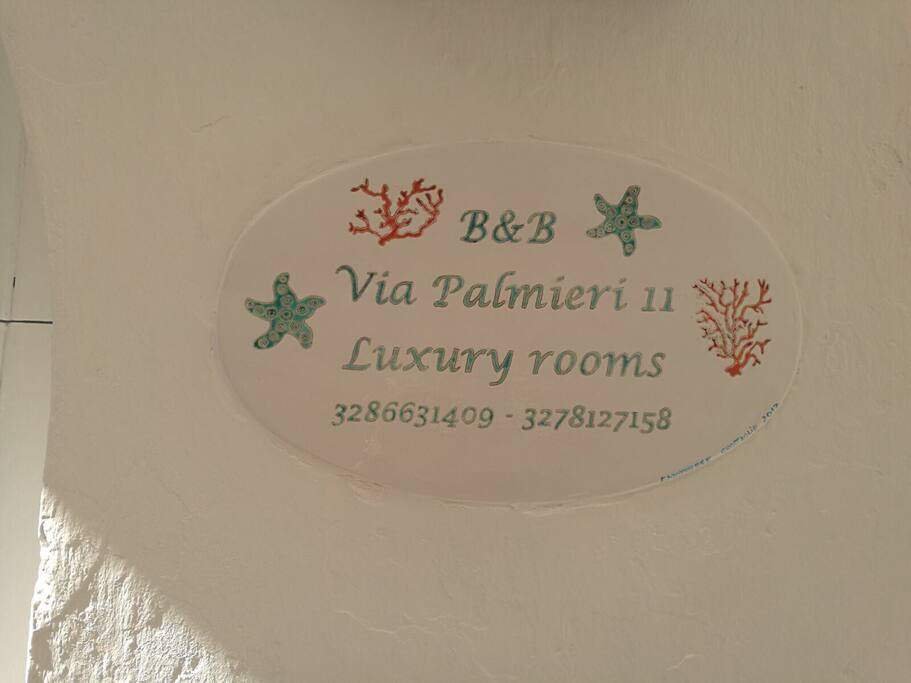 B&B
Via Palmieri 11
Luxury rooms
3286631409 - 3278127158